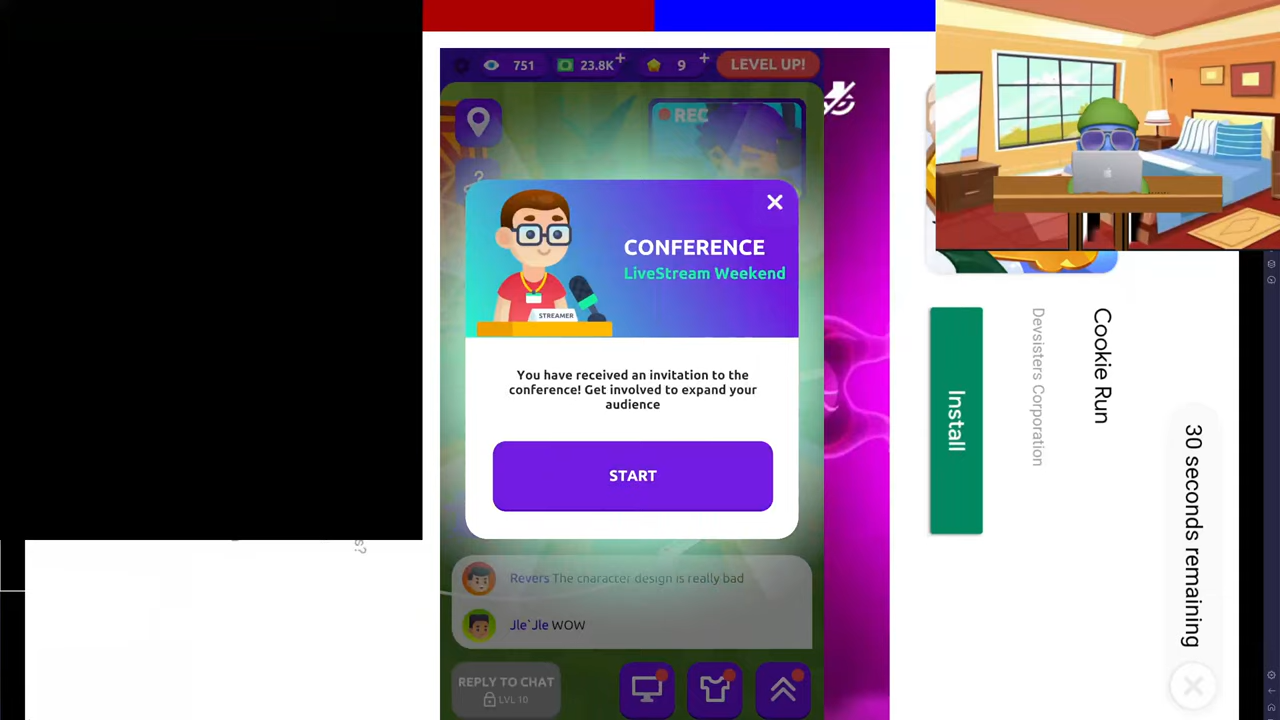 751
23.8K+
9 +
LEVEL UP!
REC
?
CONFERENCE
LiveStream Weekend
STREAMER
You have received an invitation to the
conference! Get involved to expand your
audience
START
Revers The character design is really bad
Jle`Jle WOW
REPLY TO CHAT
LVL 10
s?
Cookie Run
Devsisters Corporation
Install
30 seconds remaining